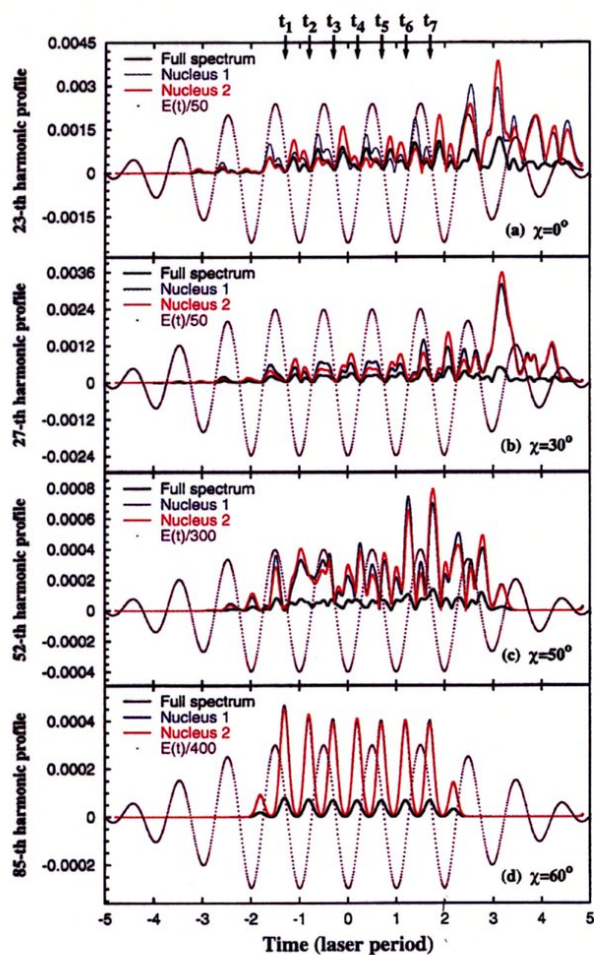 t1 t2 t3 t4 t5 t6 t7
23-th harmonic profile
0.0045
0.003
0.0015
0
-0.0015
Full spectrum
Nucleus 1
Nucleus 2
E(t)/50
(a) χ=0°
27-th harmonic profile
0.0036
0.0024
0.0012
0
-0.0012
-0.0024
Full spectrum
Nucleus 1
Nucleus 2
E(t)/50
(b) χ=30°
52-th harmonic profile
0.0008
0.0006
0.0004
0.0002
0
-0.0002
-0.0004
Full spectrum
Nucleus 1
Nucleus 2
E(t)/300
(c) χ=50°
85-th harmonic profile
0.0004
0.0002
0
-0.0002
Full spectrum
Nucleus 1
Nucleus 2
E(t)/400
(d) χ=60°
-5 -4 -3 -2 -1 0 1 2 3 4 5
Time (laser period)